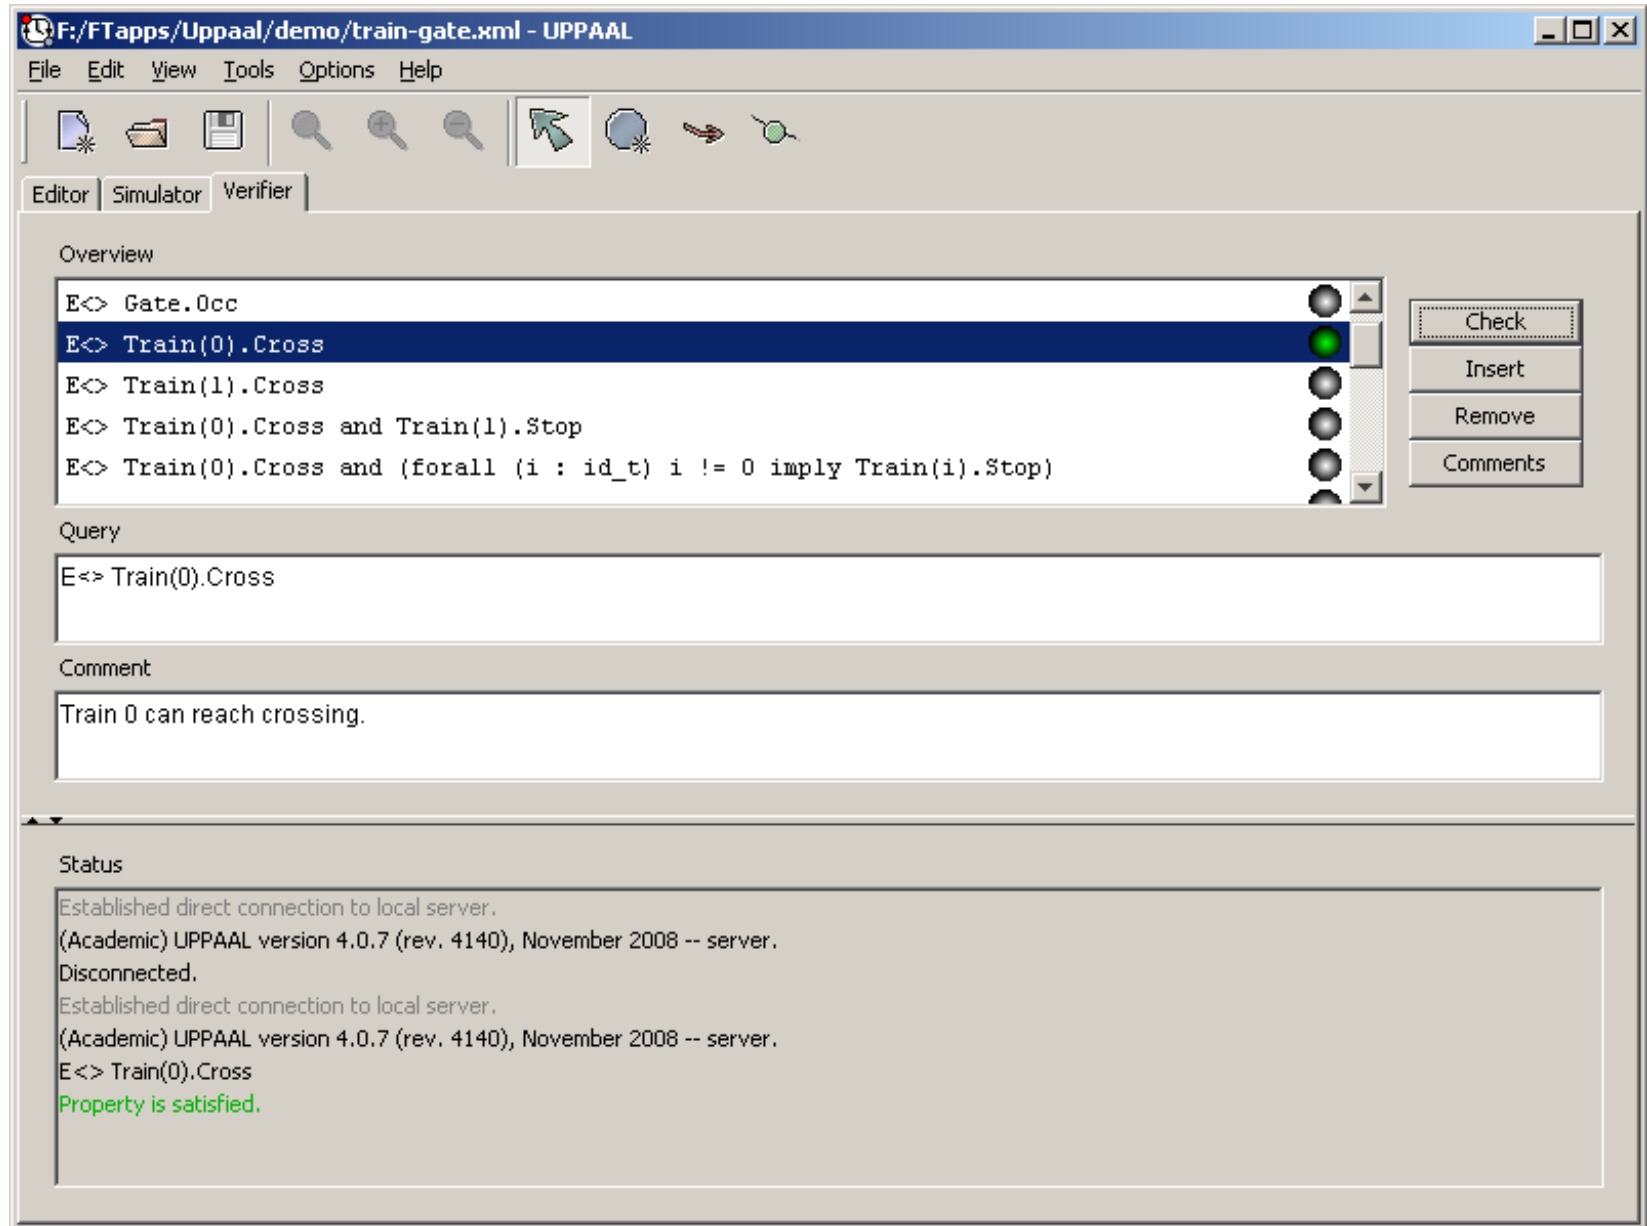 F:/FTapps/Uppaal/demo/train-gate.xml - UPPAAL
File Edit View Tools Options Help
Editor Simulator Verifier
Overview
E<> Gate.Occ
E<> Train(0).Cross
E<> Train(1).Cross
E<> Train(0).Cross and Train(1).Stop
E<> Train(0).Cross and (forall (i : id_t) i != 0 imply Train(i).Stop)
Check
Insert
Remove
Comments
Query
E<> Train(0).Cross
Comment
Train 0 can reach crossing.
Status
Established direct connection to local server.
(Academic) UPPAAL version 4.0.7 (rev. 4140), November 2008 -- server.
Disconnected.
Established direct connection to local server.
(Academic) UPPAAL version 4.0.7 (rev. 4140), November 2008 -- server.
E<> Train(0).Cross
Property is satisfied.